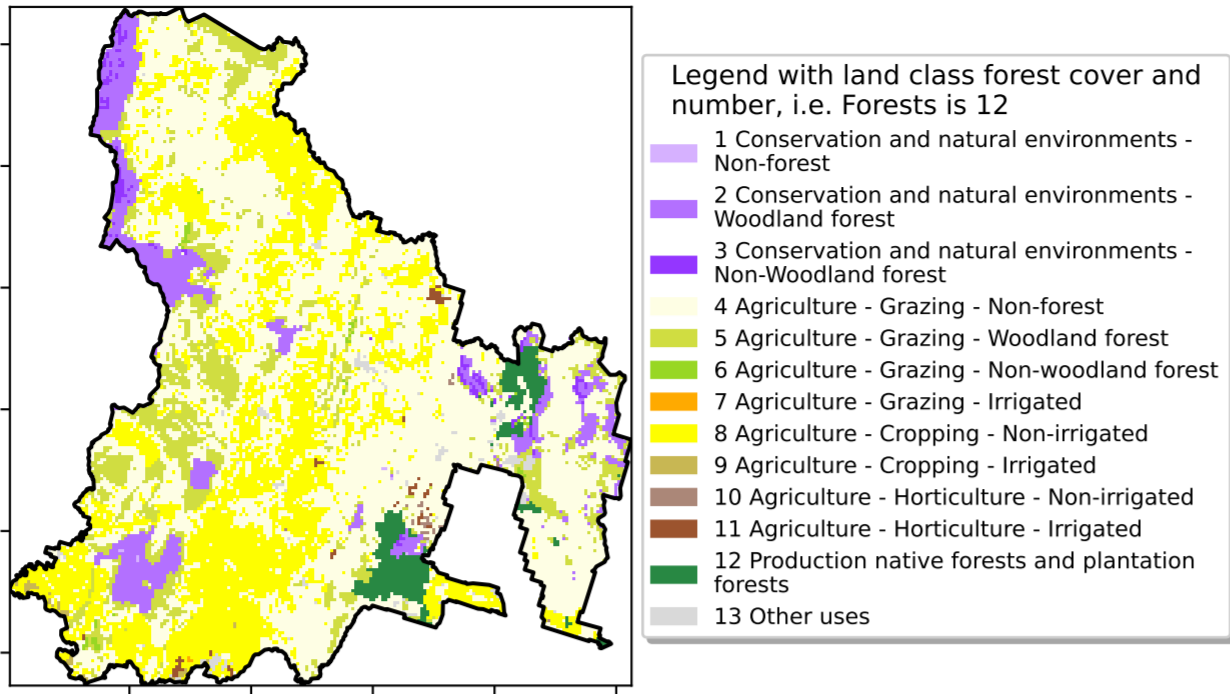 Legend with land class forest cover and
number, i.e. Forests is 12
1 Conservation and natural environments -
Non-forest
2 Conservation and natural environments -
Woodland forest
3 Conservation and natural environments -
Non-Woodland forest
4 Agriculture - Grazing - Non-forest
5 Agriculture - Grazing - Woodland forest
6 Agriculture - Grazing - Non-woodland forest
7 Agriculture - Grazing - Irrigated
8 Agriculture - Cropping - Non-irrigated
9 Agriculture - Cropping - Irrigated
10 Agriculture - Horticulture - Non-irrigated
11 Agriculture - Horticulture - Irrigated
12 Production native forests and plantation
forests
13 Other uses